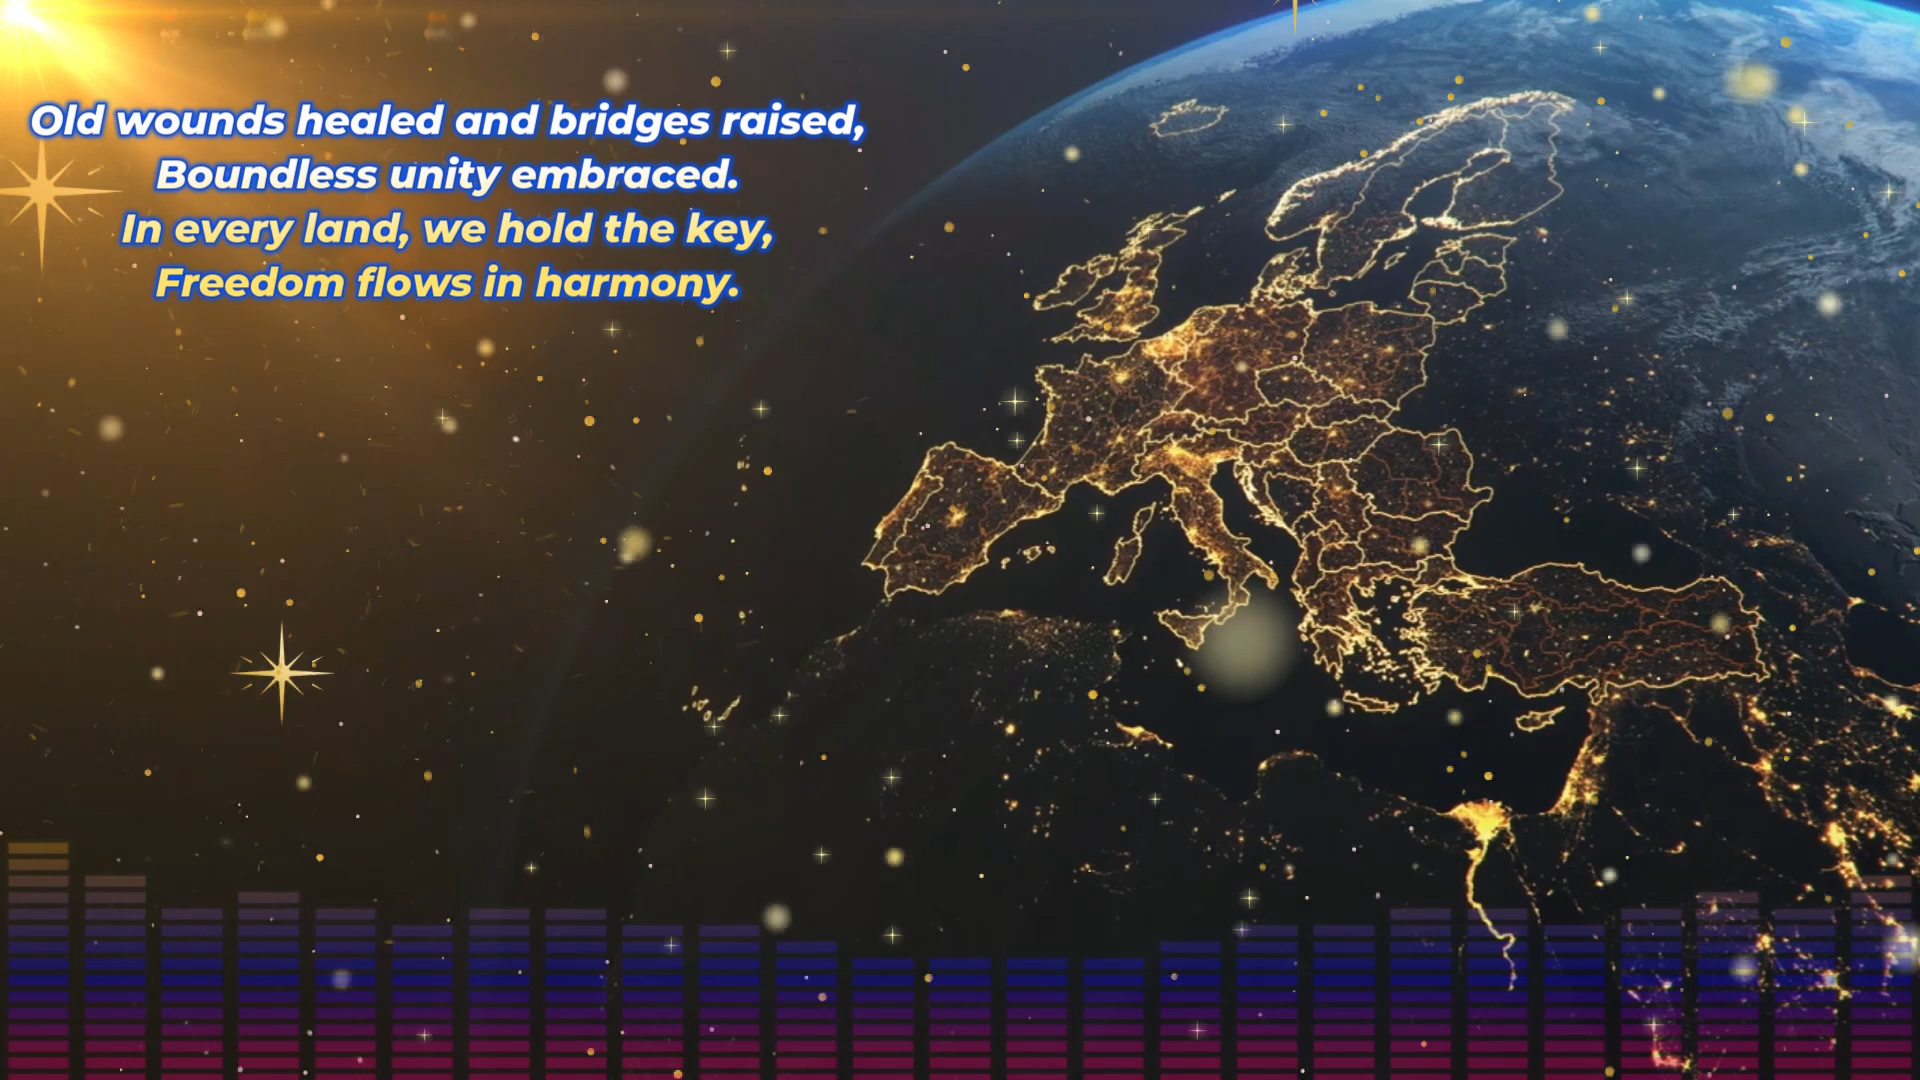 Old wounds healed and bridges raised,
Boundless unity embraced.
In every land, we hold the key,
Freedom flows in harmony.